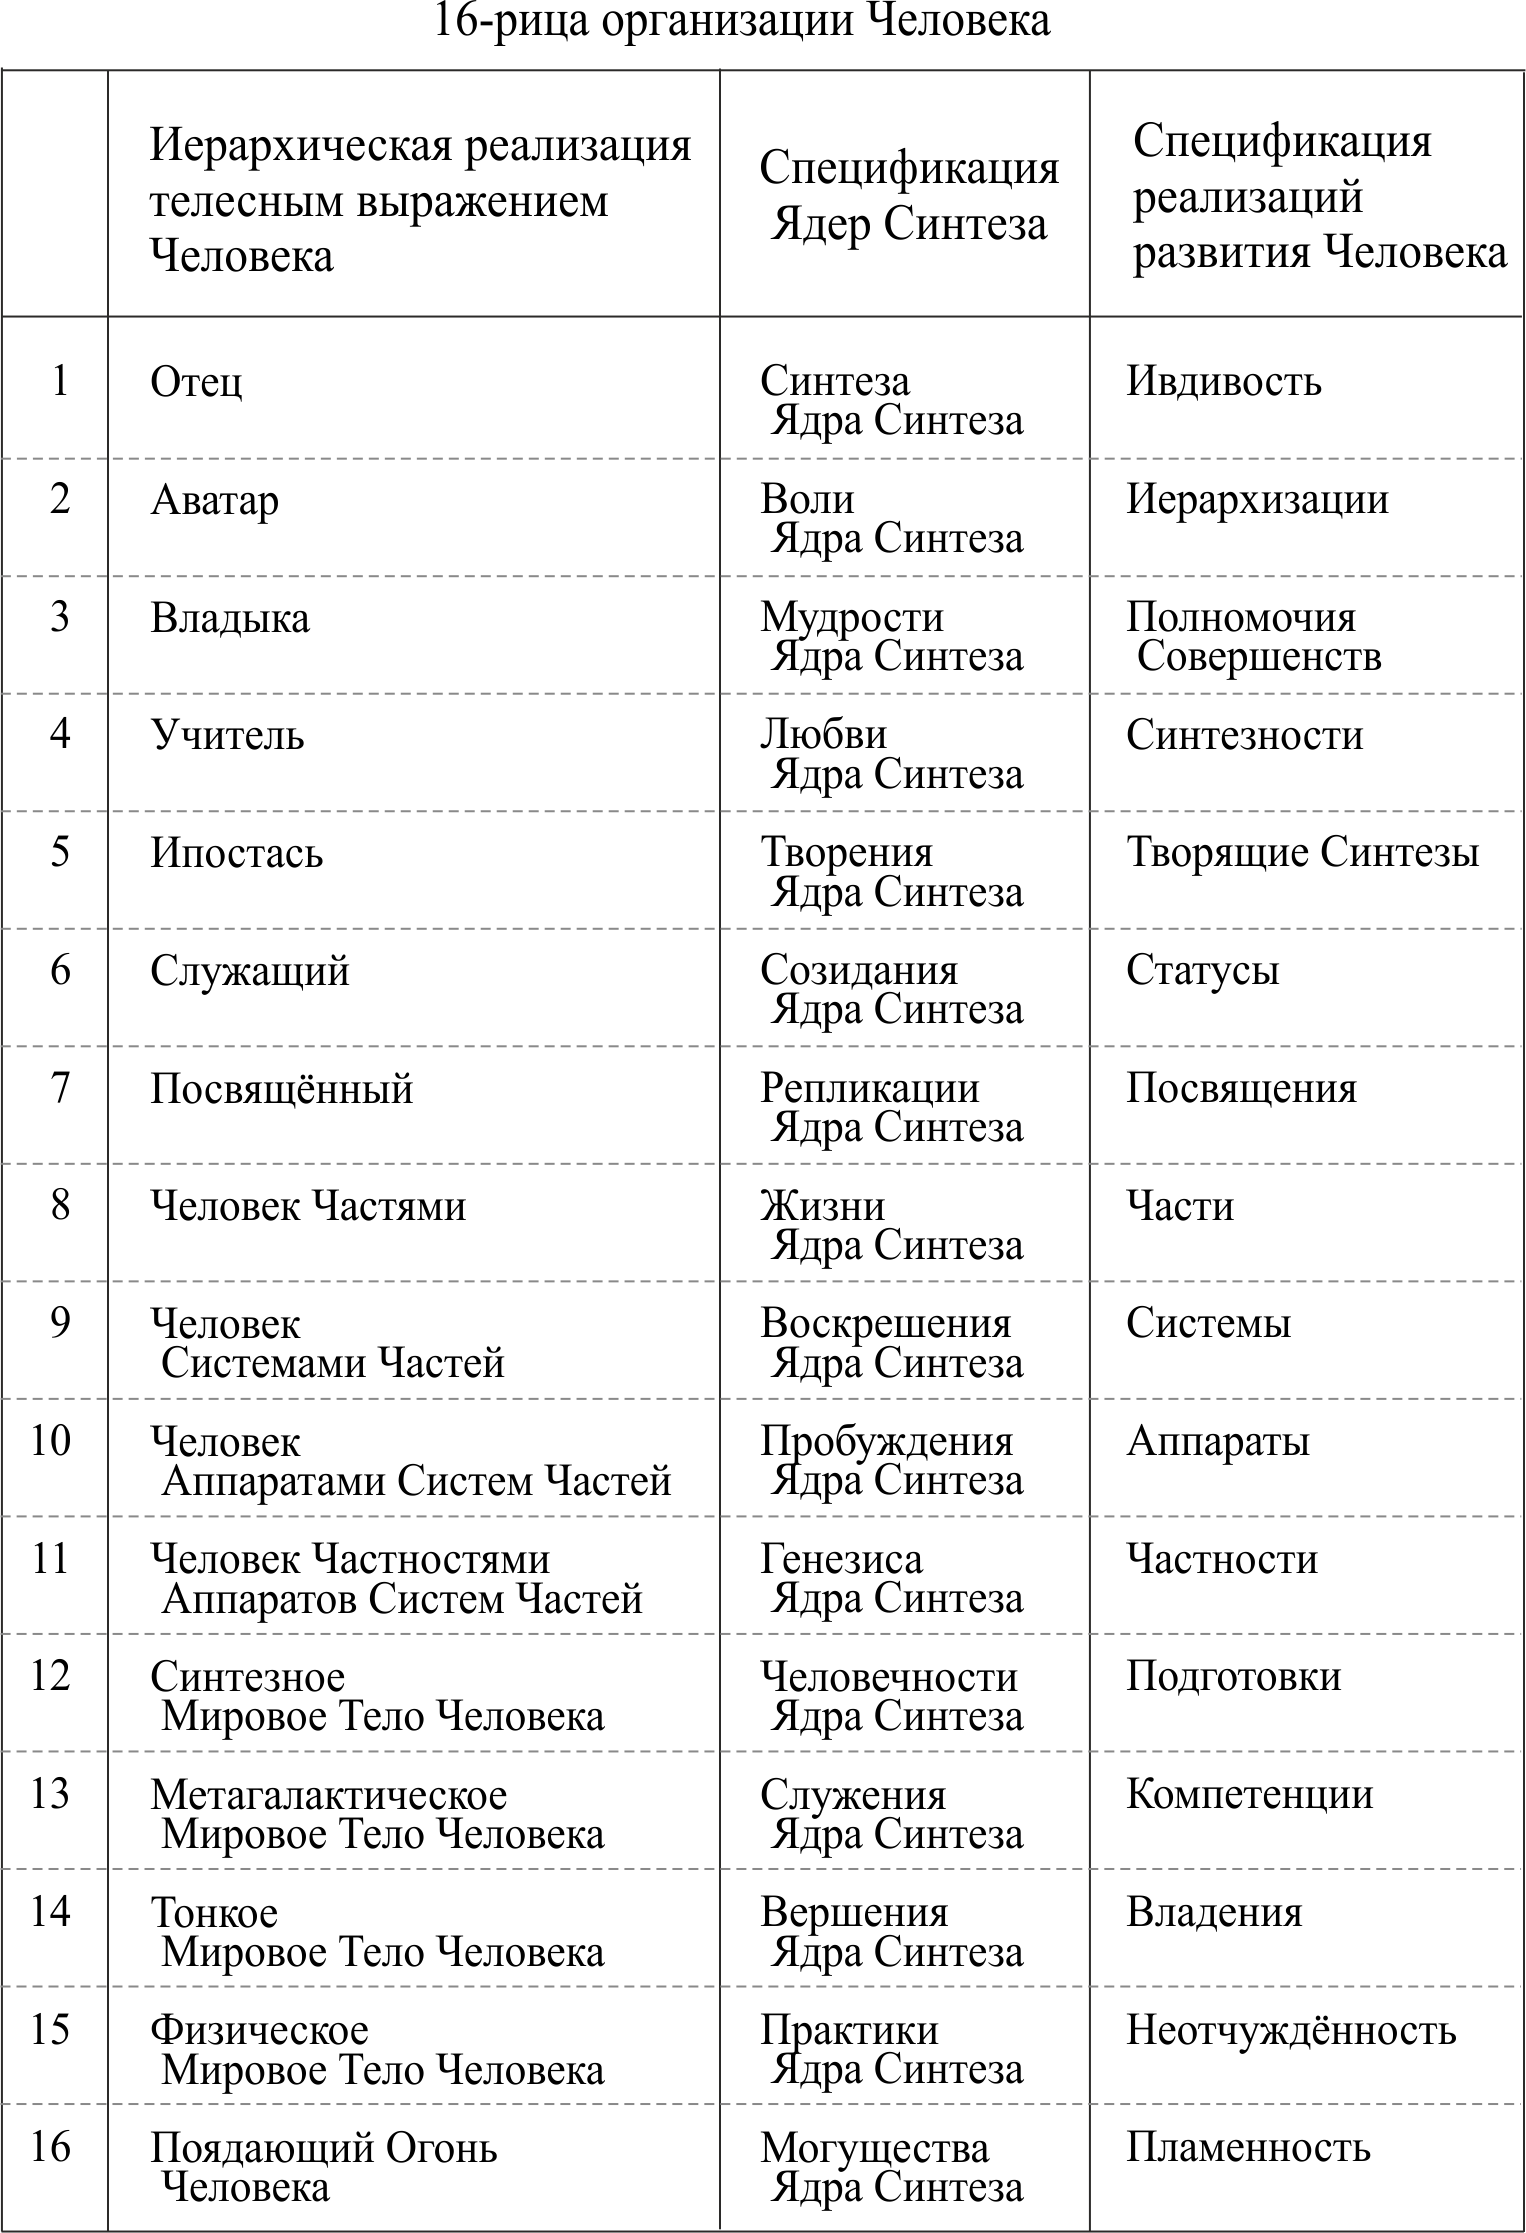 16-рица организации Человека
Иерархическая реализация
телесным выражением
Человека
Спецификация
Ядер Синтеза
Спецификация
реализаций
развития Человека
1
Отец
Синтеза
Ядра Синтеза
Ивдивость
2
Аватар
Воли
Ядра Синтеза
Иерархизации
3
Владыка
Мудрости
Ядра Синтеза
Полномочия
Совершенств
4
Учитель
Любви
Ядра Синтеза
Синтезности
5
Ипостась
Творения
Ядра Синтеза
Творящие Синтезы
6
Служащий
Созидания
Ядра Синтеза
Статусы
7
Посвящённый
Репликации
Ядра Синтеза
Посвящения
8
Человек Частями
Жизни
Ядра Синтеза
Части
9
Человек
Системами Частей
Воскрешения
Ядра Синтеза
Системы
10
Человек
Аппаратами Систем Частей
Пробуждения
Ядра Синтеза
Аппараты
11
Человек Частностями
Аппаратов Систем Частей
Генезиса
Ядра Синтеза
Частности
12
Синтезное
Мировое Тело Человека
Человечности
Ядра Синтеза
Подготовки
13
Метагалактическое
Мировое Тело Человека
Служения
Ядра Синтеза
Компетенции
14
Тонкое
Мировое Тело Человека
Вершения
Ядра Синтеза
Владения
15
Физическое
Мировое Тело Человека
Практики
Ядра Синтеза
Неотчуждённость
16
Поядающий Огонь
Человека
Могущества
Ядра Синтеза
Пламенность